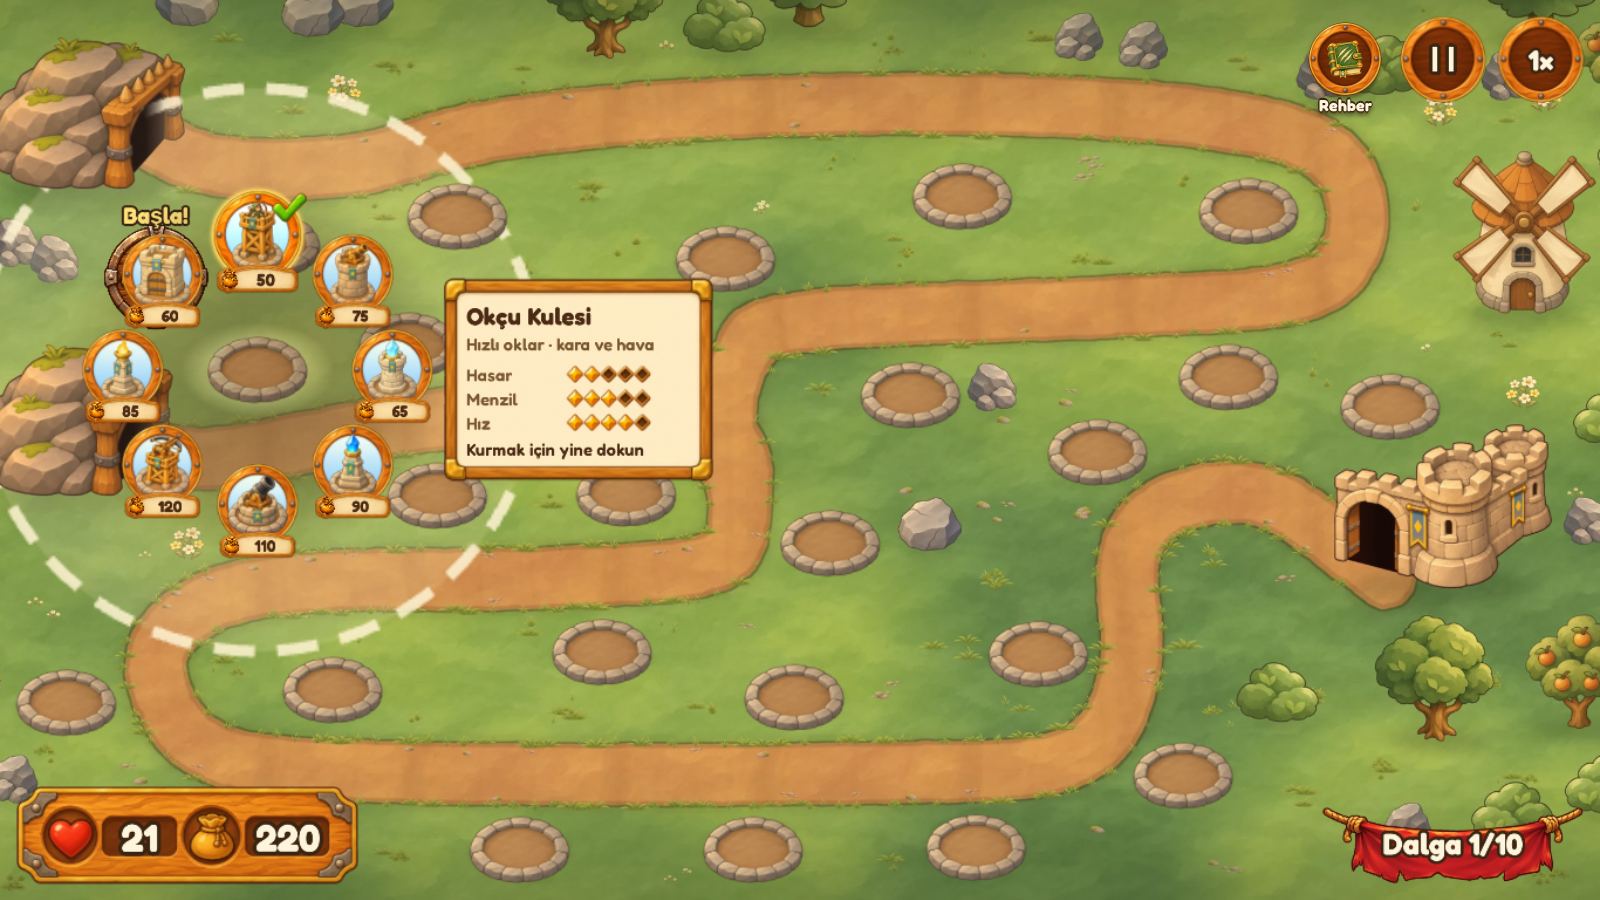 Rehber
1x
Başla!
50
60
75
85
65
120
90
110
Okçu Kulesi
Hızlı oklar · kara ve hava
Hasar
Menzil
Hız
Kurmak için yine dokun
21
220
Dalga 1/10